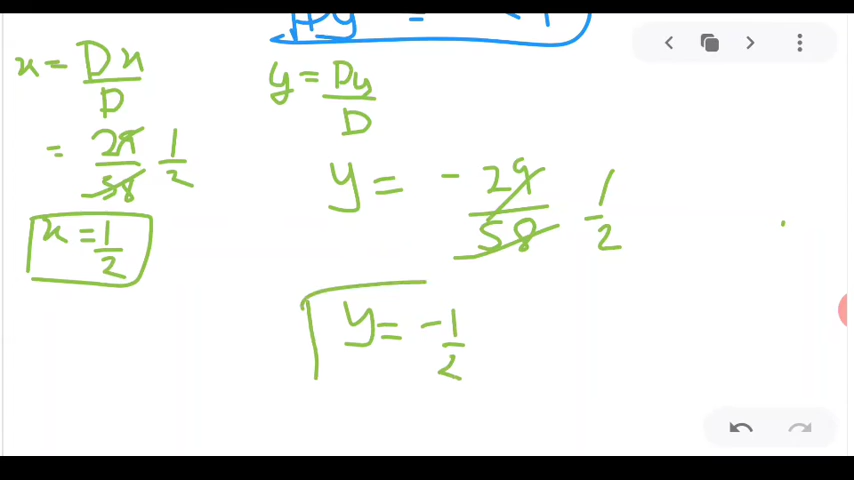 x = Dx/D
= 29/58 1/2
x = 1/2
y = Dy/D
y = - 29/58 1/2
y = - 1/2